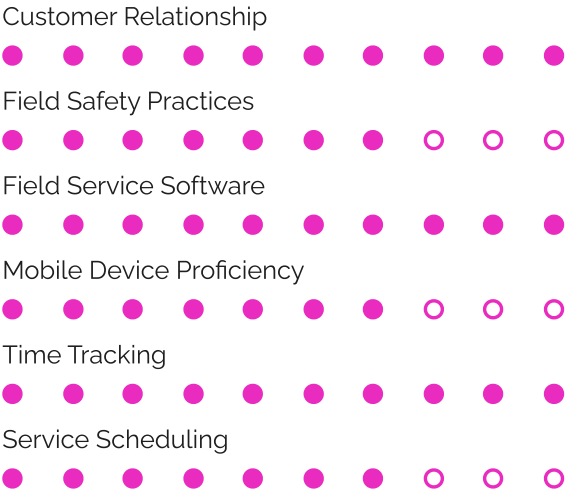 Customer Relationship
Field Safety Practices
Field Service Software
Mobile Device Proficiency
Time Tracking
Service Scheduling